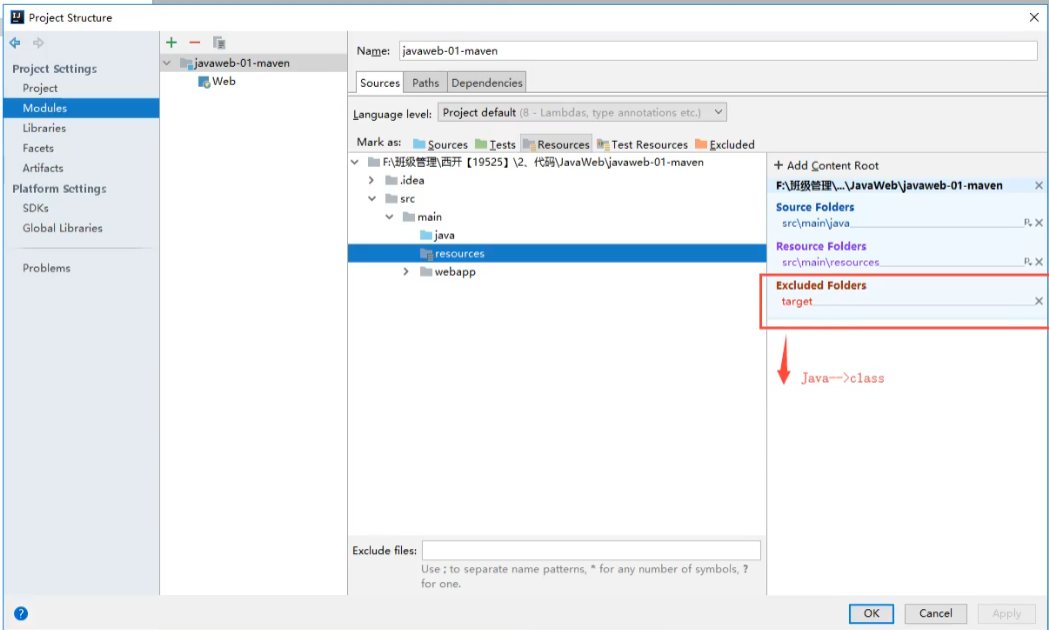 Project Structure
Project Settings
Project
Modules
Libraries
Facets
Artifacts
Platform Settings
SDKs
Global Libraries
Problems
javaweb-01-maven
Web
Name: javaweb-01-maven
Sources Paths Dependencies
Language level: Project default (8 - Lambdas, type annotations etc.)
Mark as: Sources Tests Resources Test Resources Excluded
F:\班级管理\西开【19525】\2、代码\JavaWeb\javaweb-01-maven
.idea
src
main
java
resources
webapp
+ Add Content Root
F:\班级管理\...\JavaWeb\javaweb-01-maven
Source Folders
src\main\java
Resource Folders
src\main\resources
Excluded Folders
target
Java-->class
Exclude files:
Use ; to separate name patterns, * for any number of symbols, ?
for one.
OK Cancel Apply